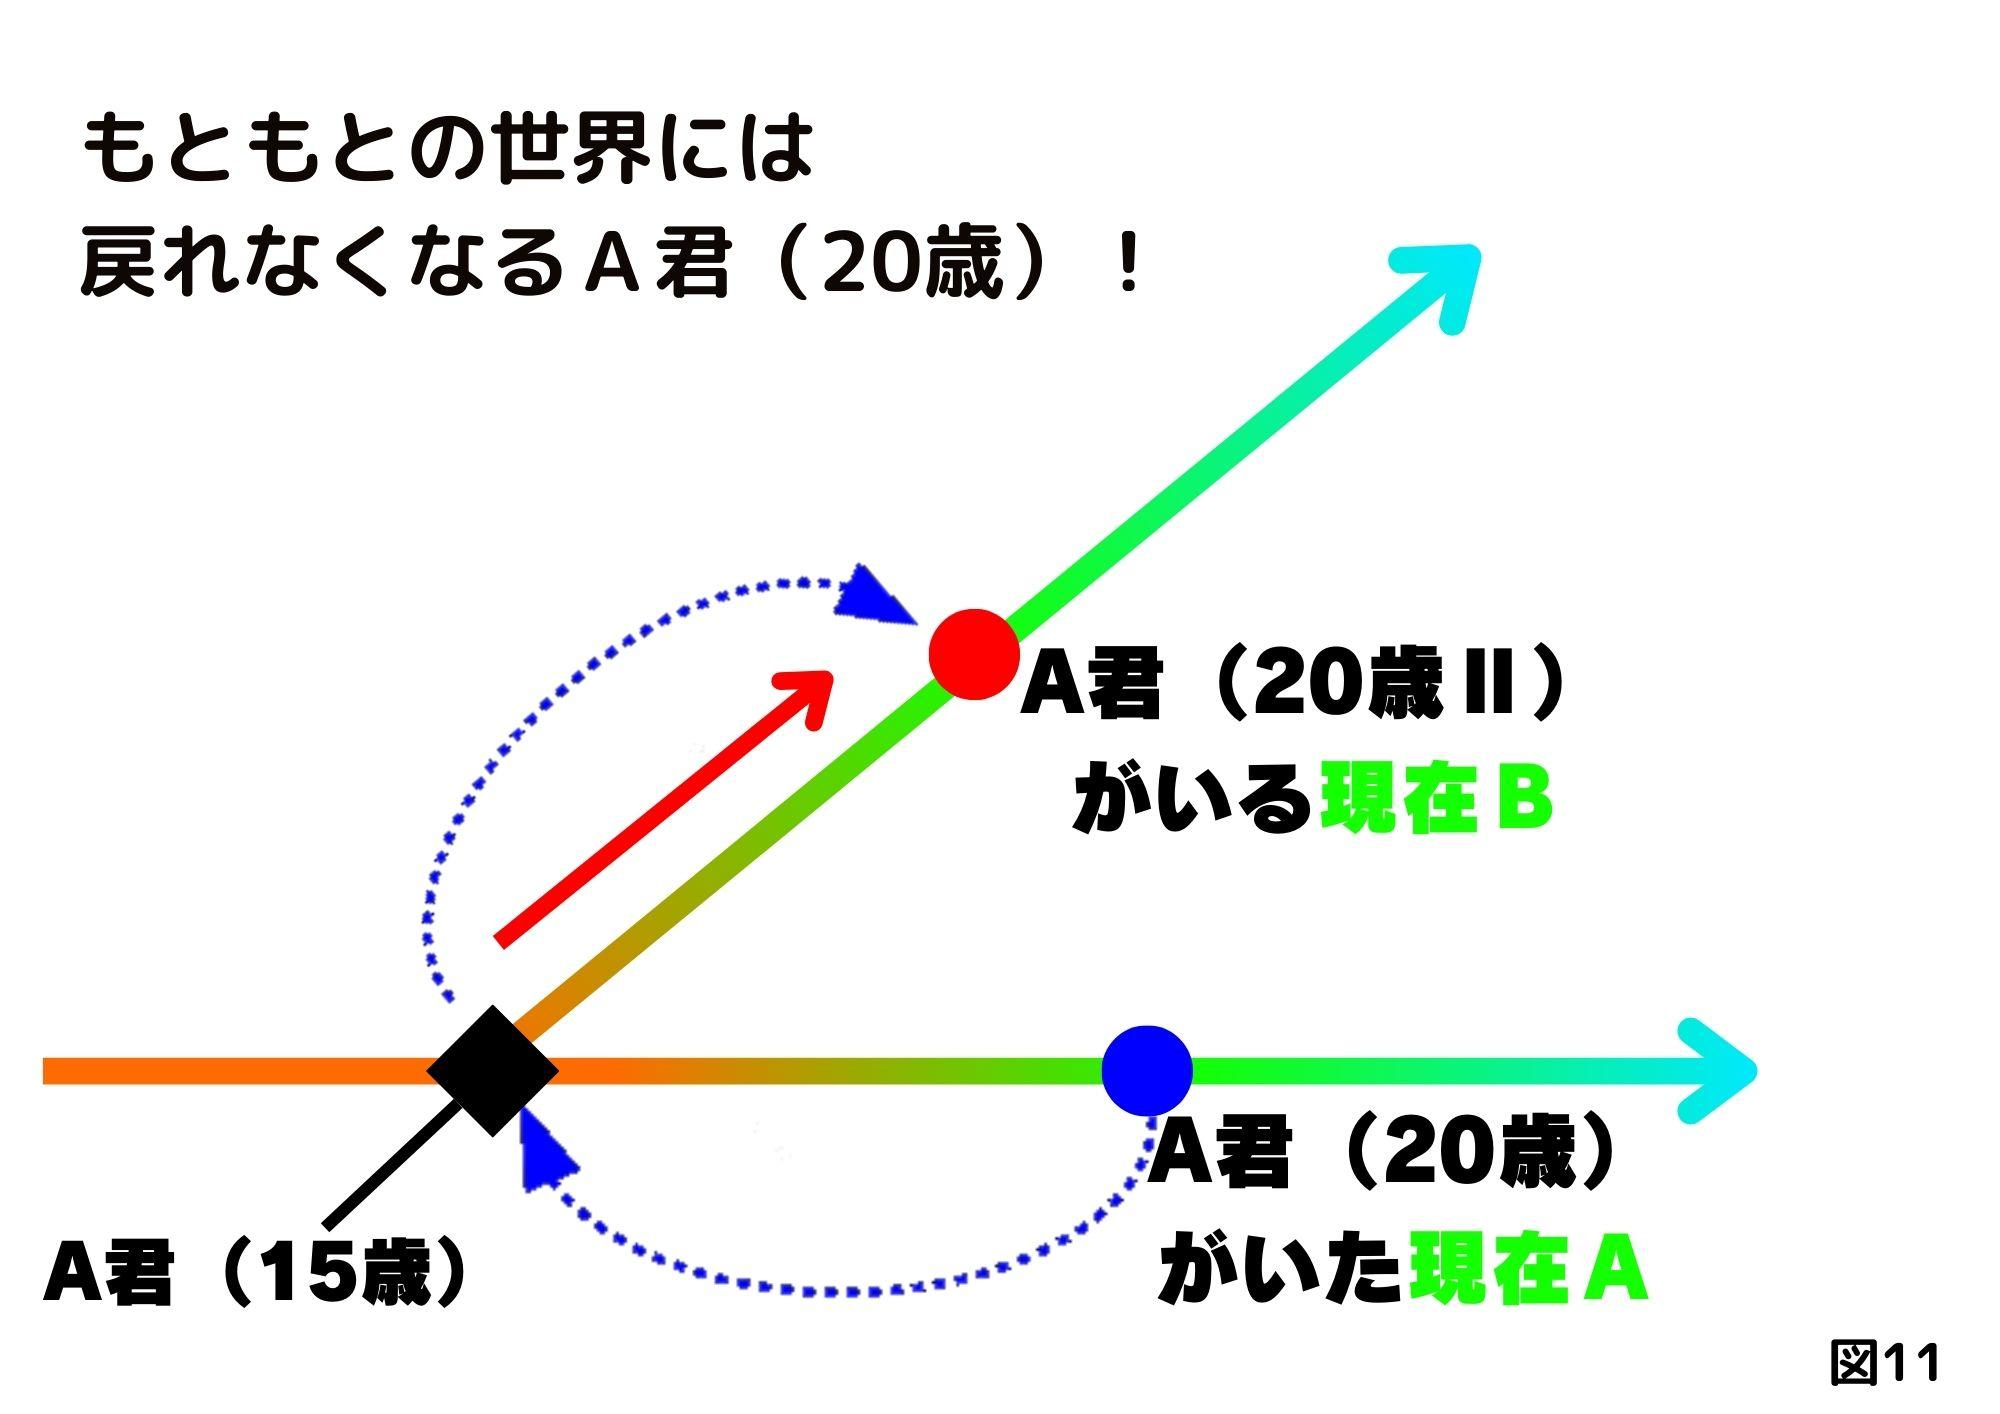 もともとの世界には
戻れなくなるＡ君（20歳）！
A君（20歳Ⅱ）
がいる現在Ｂ
A君（20歳）
がいた現在Ａ
A君（15歳）
図11